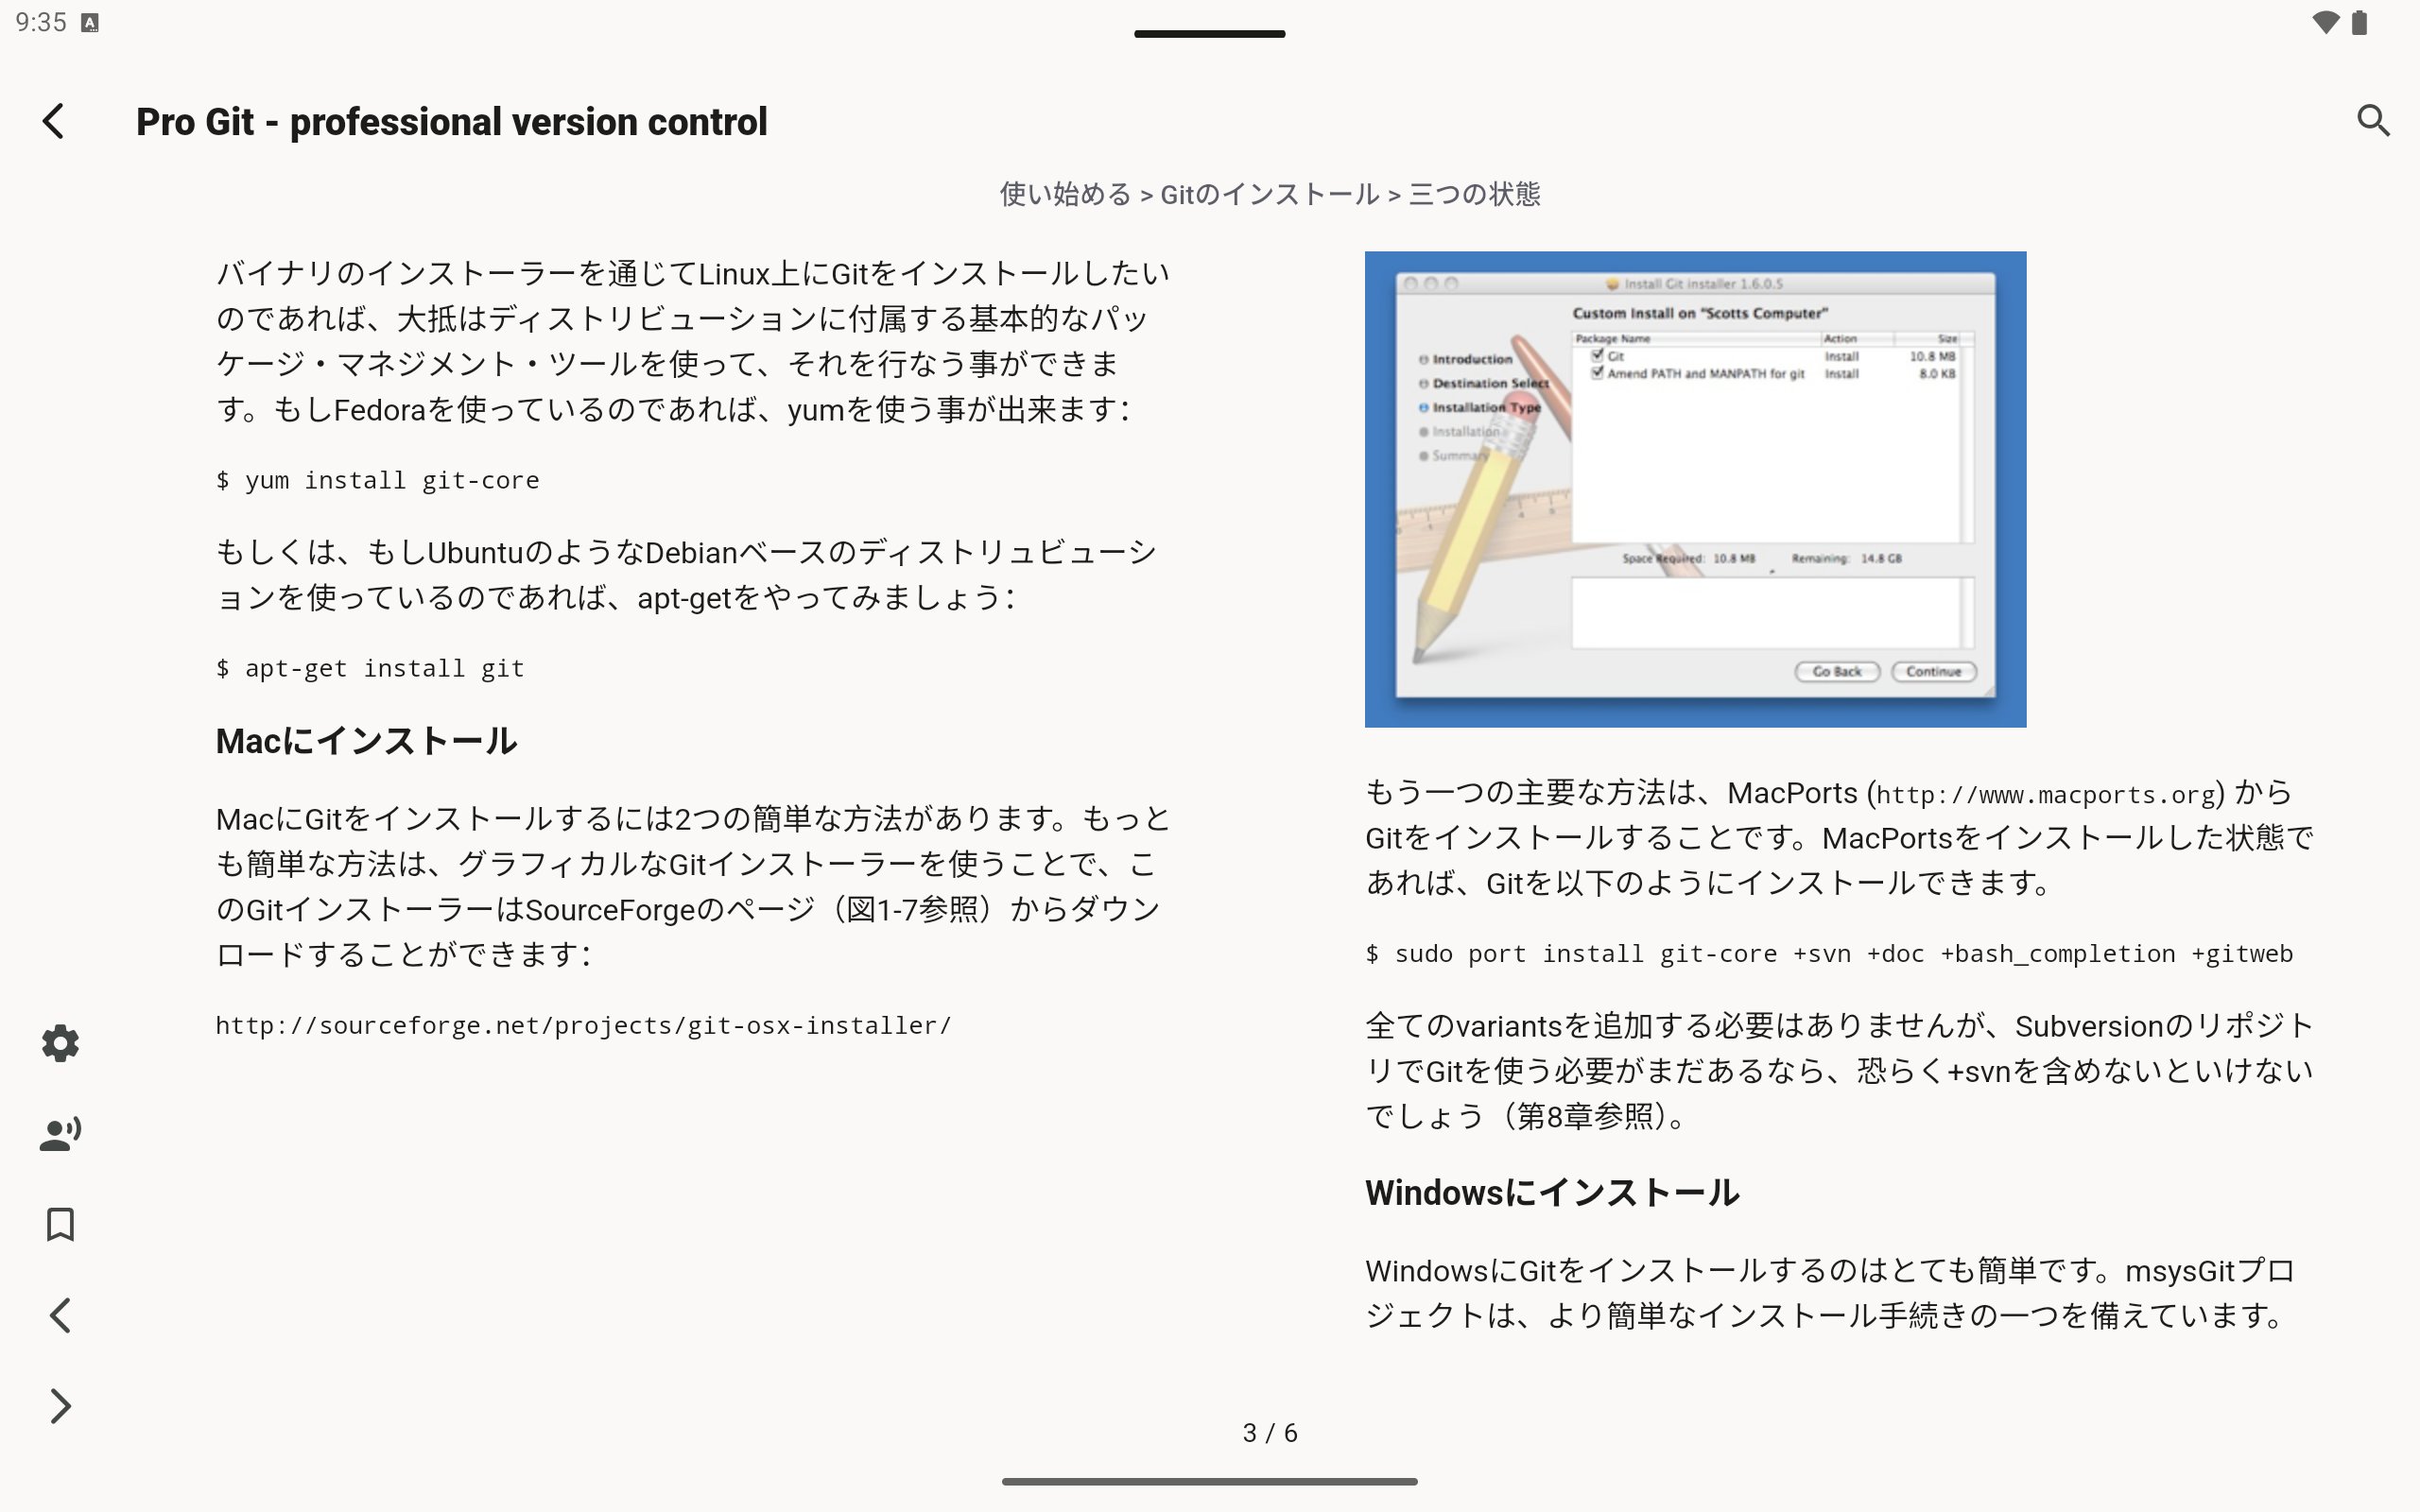 9:35
Pro Git - professional version control
使い始める > Gitのインストール > 三つの状態
バイナリのインストーラーを通じてLinux上にGitをインストールしたい
のであれば、大抵はディストリビューションに付属する基本的なパッ
ケージ・マネジメント・ツールを使って、それを行なう事ができま
す。もしFedoraを使っているのであれば、yumを使う事が出来ます：
$ yum install git-core
もしくは、もしUbuntuのようなDebianベースのディストリュビューシ
ョンを使っているのであれば、apt-getをやってみましょう：
$ apt-get install git
Macにインストール
MacにGitをインストールするには2つの簡単な方法があります。もっと
も簡単な方法は、グラフィカルなGitインストーラーを使うことで、こ
のGitインストーラーはSourceForgeのページ（図1-7参照）からダウン
ロードすることができます：
http://sourceforge.net/projects/git-osx-installer/
Install Git installer 1.6.0.5
Custom Install on “Scotts Computer”
Introduction
Destination Select
Installation Type
Installation
Summary
Package Name Action Size
Git Install 10.8 MB
Amend PATH and MANPATH for git Install 8.0 KB
Space Required: 10.8 MB Remaining: 14.8 GB
Go Back Continue
もう一つの主要な方法は、MacPorts (http://www.macports.org) から
Gitをインストールすることです。MacPortsをインストールした状態で
あれば、Gitを以下のようにインストールできます。
$ sudo port install git-core +svn +doc +bash_completion +gitweb
全てのvariantsを追加する必要はありませんが、Subversionのリポジト
リでGitを使う必要がまだあるなら、恐らく+svnを含めないといけない
でしょう（第8章参照）。
Windowsにインストール
WindowsにGitをインストールするのはとても簡単です。msysGitプロ
ジェクトは、より簡単なインストール手続きの一つを備えています。
3 / 6